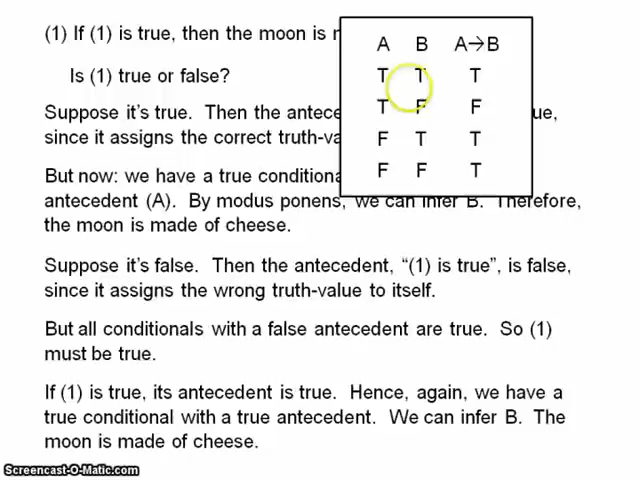 (1) If (1) is true, then the moon is
A B A→B
Is (1) true or false?
T T T
Suppose it's true. Then the
T F F
since it assigns the correct
F T T
But now: we have a true
F F T
antecedent (A). By modus ponens, we can infer B. Therefore,
the moon is made of cheese.
Suppose it's false. Then the antecedent, “(1) is true”, is false,
since it assigns the wrong truth-value to itself.
But all conditionals with a false antecedent are true. So (1)
must be true.
If (1) is true, its antecedent is true. Hence, again, we have a
true conditional with a true antecedent. We can infer B. The
moon is made of cheese.
Screencast-O-Matic.com